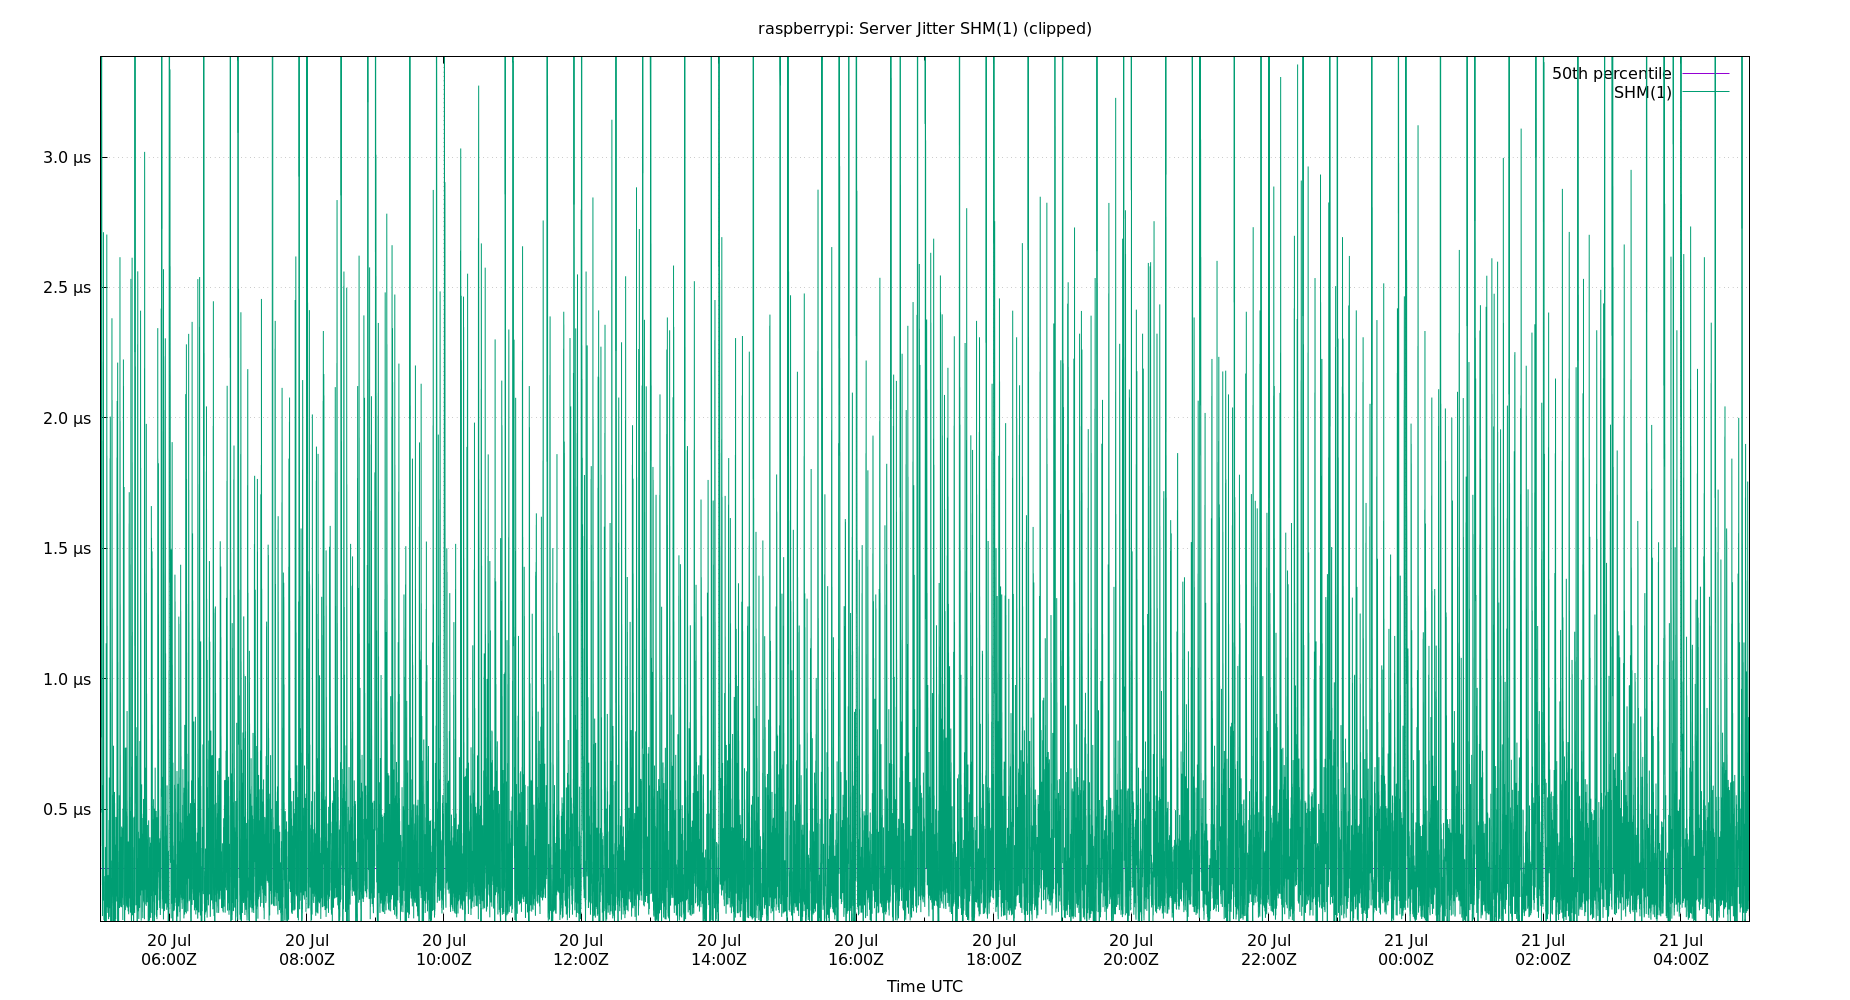 raspberrypi: Server Jitter SHM(1) (clipped)
50th percentile
SHM(1)
3.0 µs
2.5 µs
2.0 µs
1.5 µs
1.0 µs
0.5 µs
20 Jul 20 Jul 20 Jul 20 Jul 20 Jul 20 Jul 20 Jul 20 Jul 20 Jul 21 Jul 21 Jul 21 Jul
06:00Z 08:00Z 10:00Z 12:00Z 14:00Z 16:00Z 18:00Z 20:00Z 22:00Z 00:00Z 02:00Z 04:00Z
Time UTC